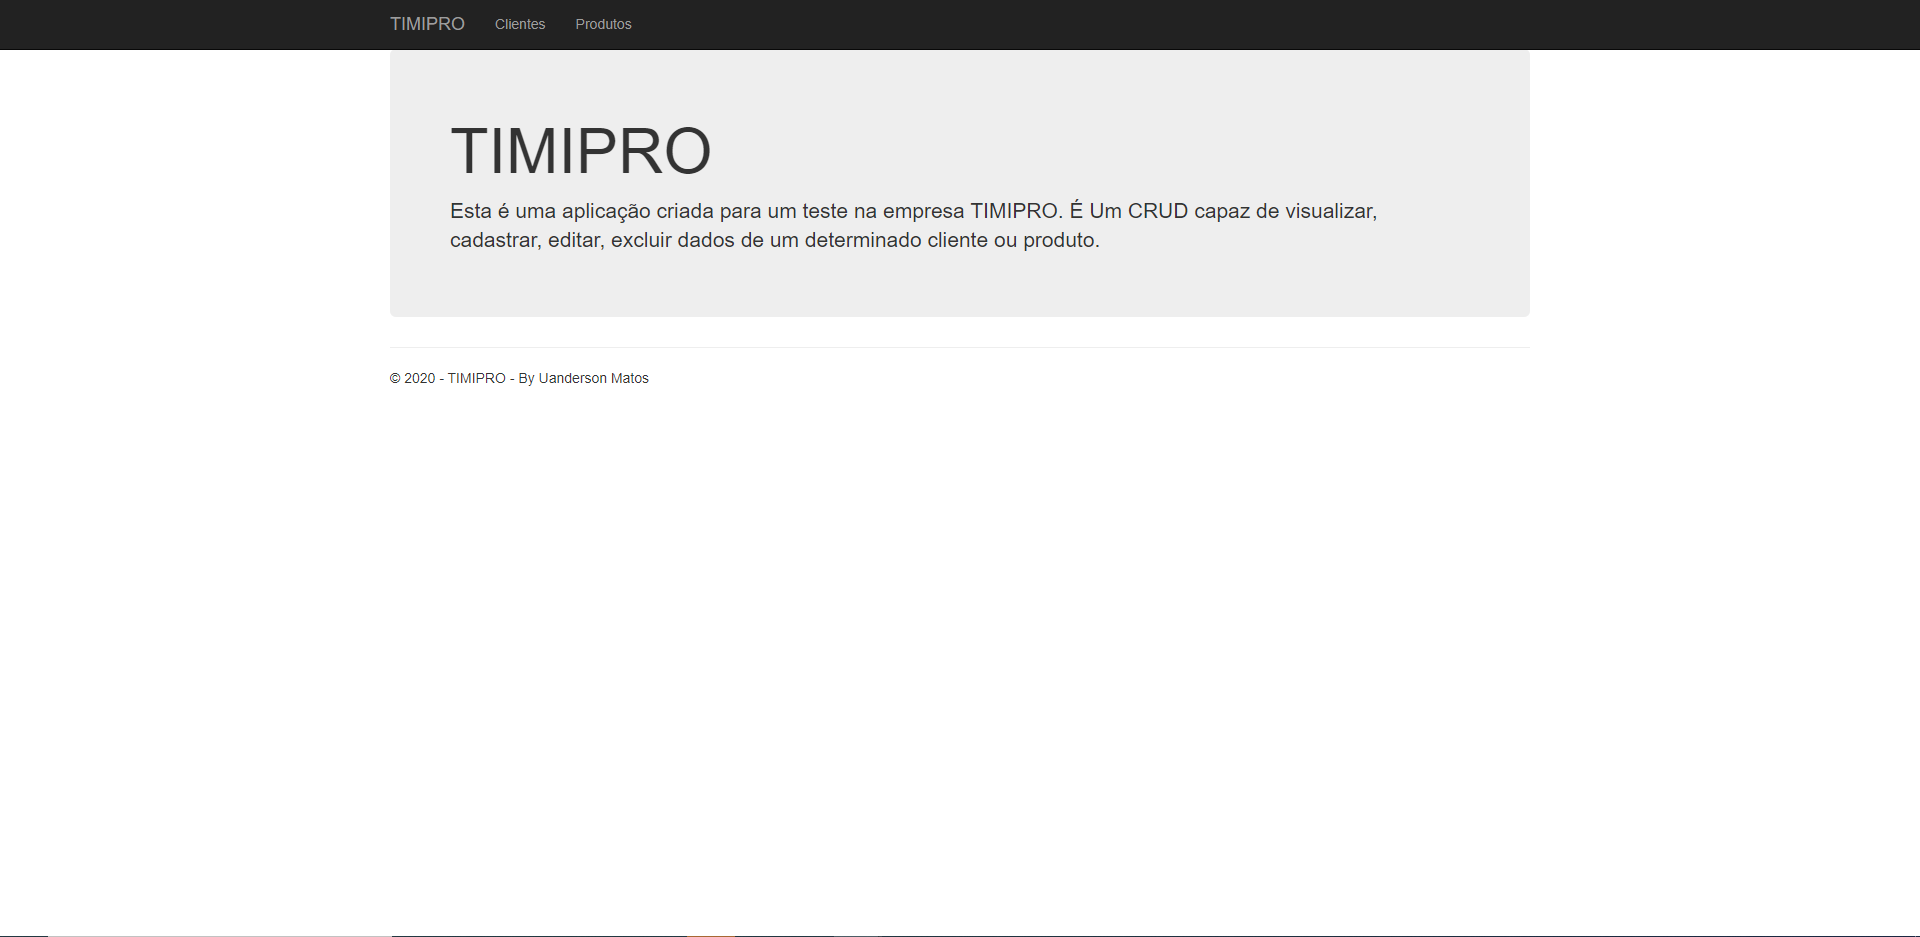 TIMIPRO Clientes Produtos
TIMIPRO
Esta é uma aplicação criada para um teste na empresa TIMIPRO. É Um CRUD capaz de visualizar,
cadastrar, editar, excluir dados de um determinado cliente ou produto.
© 2020 - TIMIPRO - By Uanderson Matos